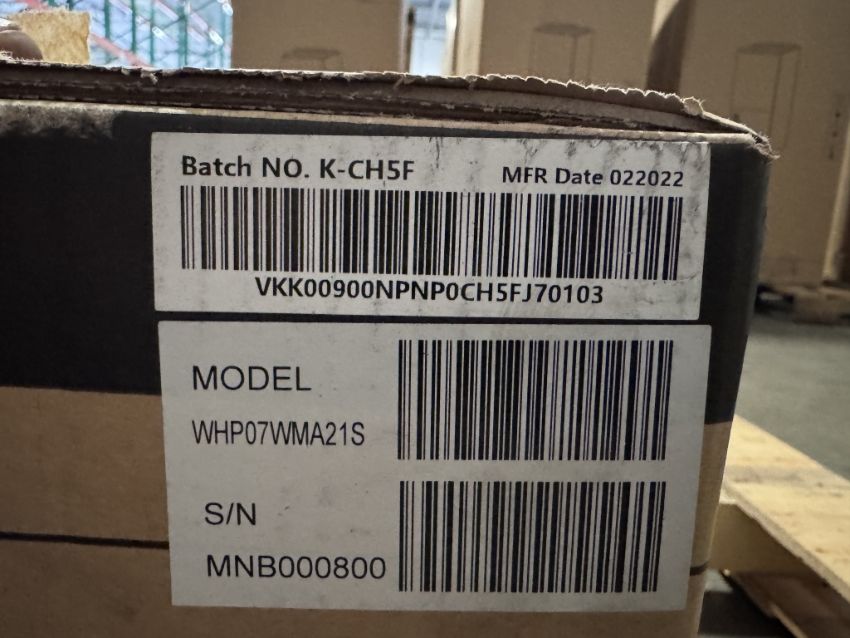 Batch NO. K-CH5F MFR Date 022022
VKK00900NPNP0CH5FJ70103
MODEL
WHP07WMA21S
S/N
MNB000800